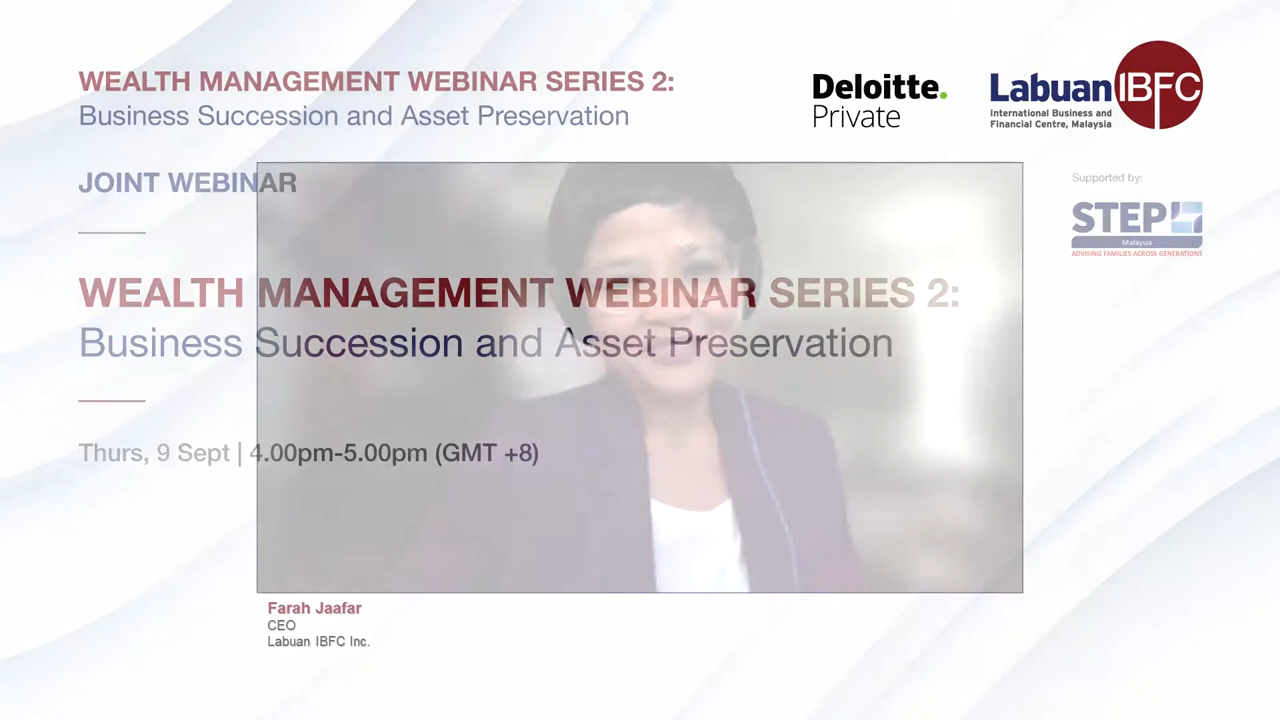 WEALTH MANAGEMENT WEBINAR SERIES 2:
Business Succession and Asset Preservation
Deloitte.
Private
Labuan IBFC
International Business and
Financial Centre, Malaysia
JOINT WEBINAR
Supported by:
STEP
Malaysia
ADVISING FAMILIES ACROSS GENERATIONS
WEALTH MANAGEMENT WEBINAR SERIES 2:
Business Succession and Asset Preservation
Thurs, 9 Sept | 4.00pm-5.00pm (GMT +8)
Farah Jaafar
CEO
Labuan IBFC Inc.